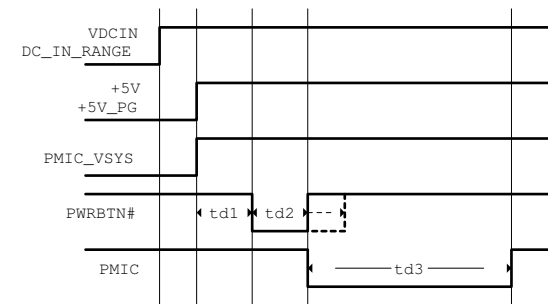 VDCIN
DC_IN_RANGE
+5V
+5V_PG
PMIC_VSYS
PWRBTN#
td1
td2
PMIC
td3